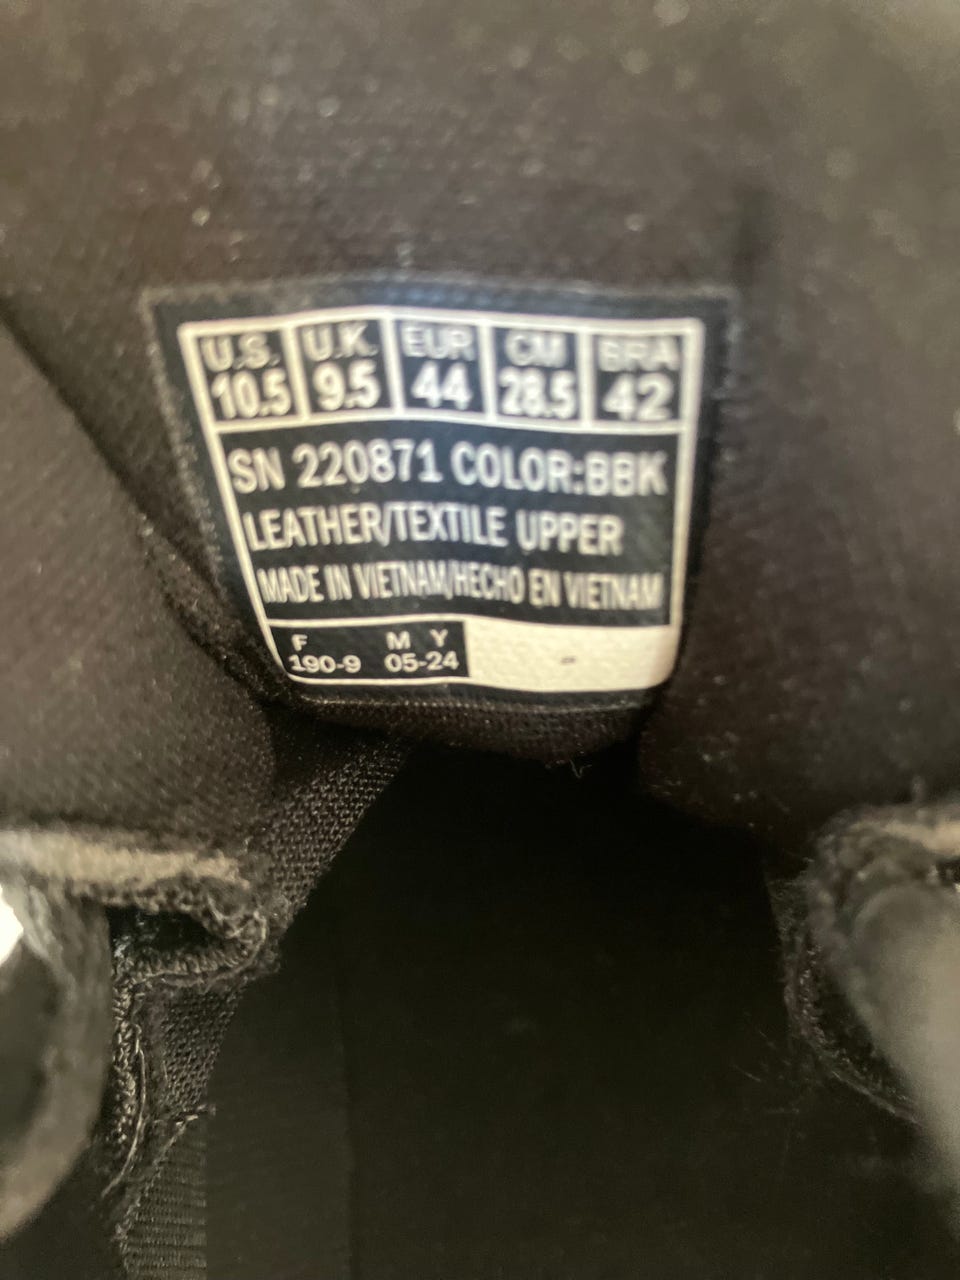 U.S. U.K. EUR CM BRA
10.5 9.5 44 28.5 42
SN 220871 COLOR:BBK
LEATHER/TEXTILE UPPER
MADE IN VIETNAM/HECHO EN VIETNAM
F M Y
190-9 05-24 -